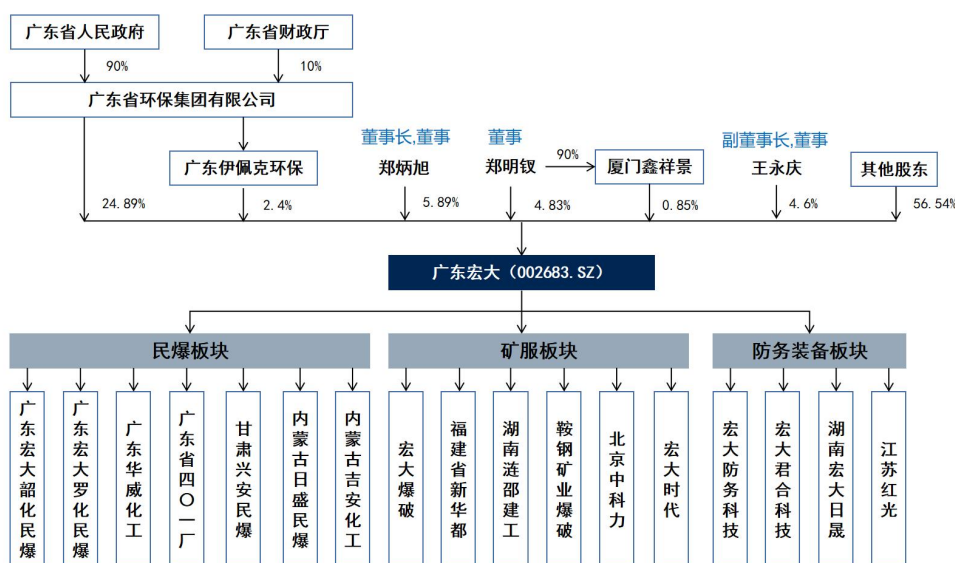 广东省人民政府
广东省财政厅
90%
10%
广东省环保集团有限公司
董事长,董事
董事
副董事长,董事
广东伊佩克环保
郑炳旭
郑明钗
90%
厦门鑫祥景
王永庆
其他股东
24.89%
2.4%
5.89%
4.83%
0.85%
4.6%
56.54%
广东宏大（002683.SZ）
民爆板块
矿服板块
防务装备板块
广东宏大韶化民爆
广东宏大罗化民爆
广东华威化工
广东省四〇一厂
甘肃兴安民爆
内蒙古日盛民爆
内蒙古吉安化工
宏大爆破
福建省新华都
湖南涟邵建工
鞍钢矿业爆破
北京中科力
宏大时代
宏大防务科技
宏大君合科技
湖南宏大日晟
江苏红光